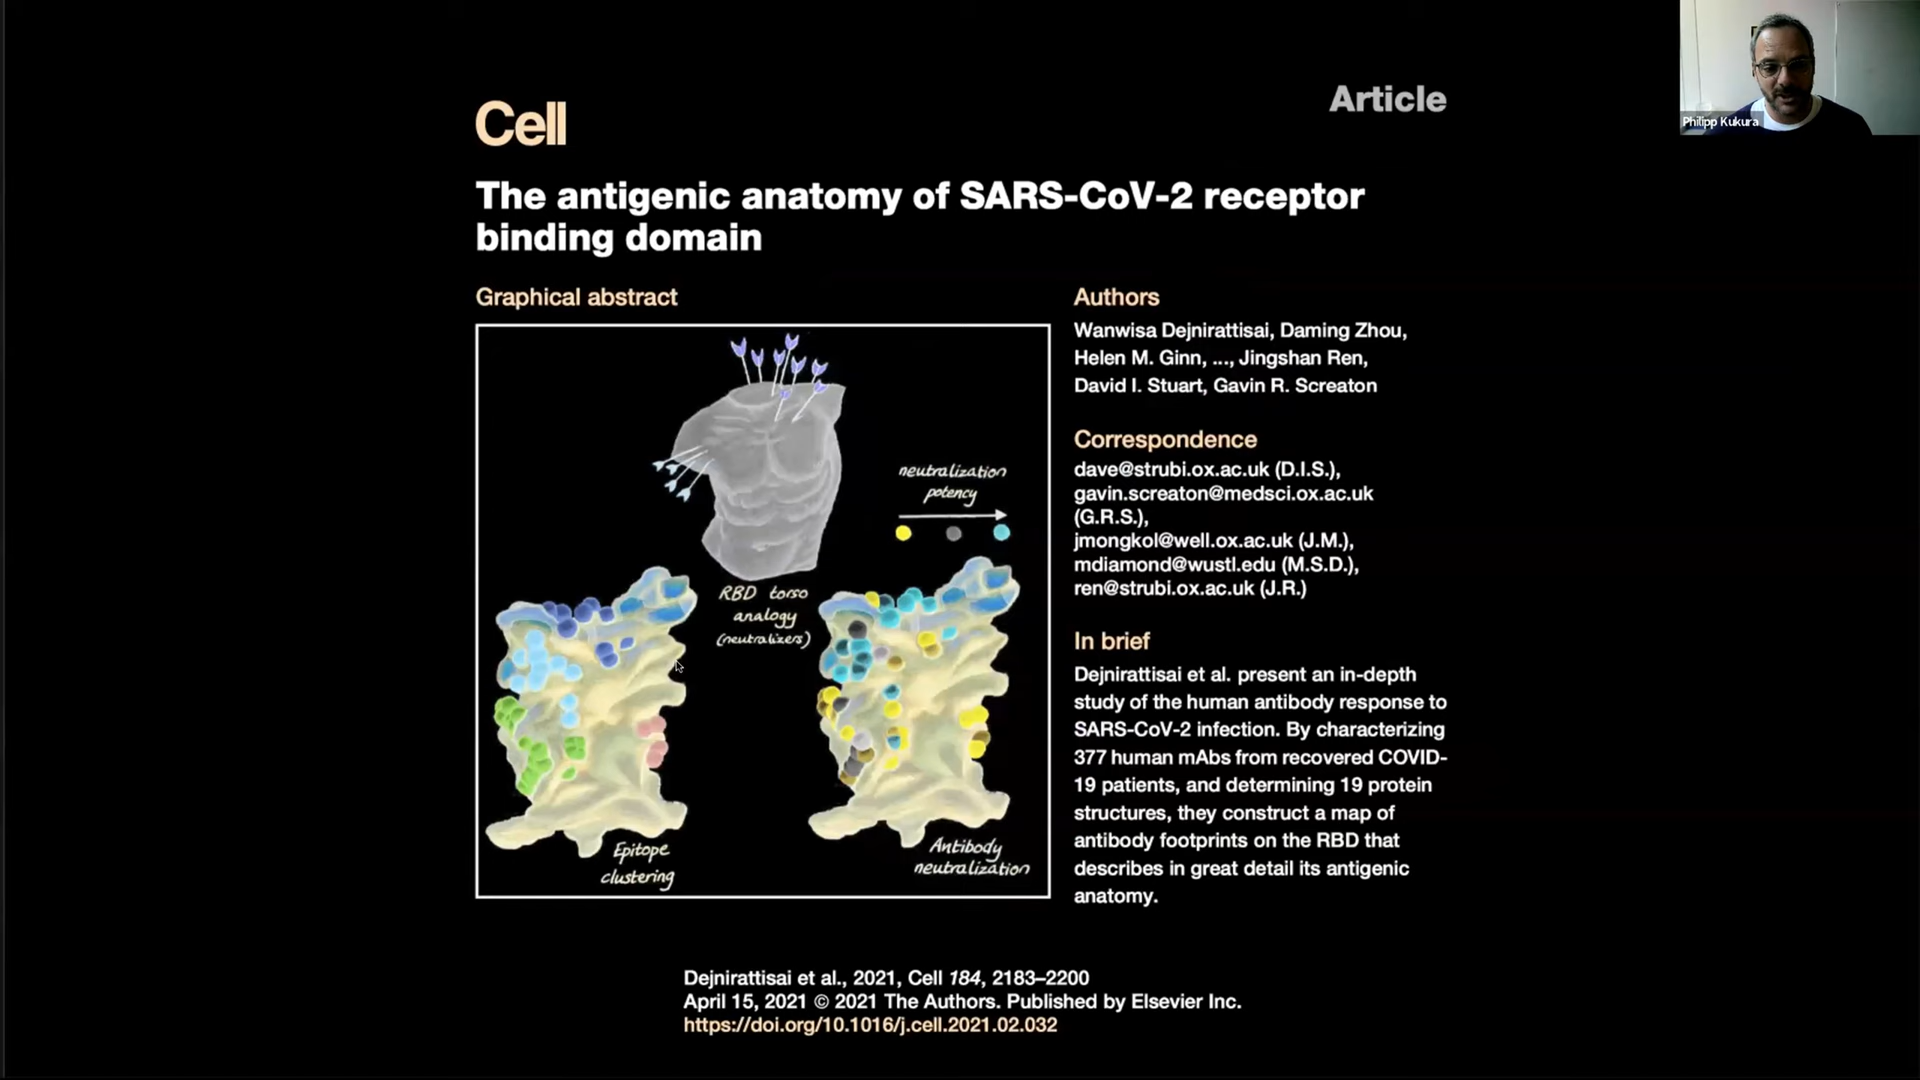 Cell
Article
Philipp Kukura
The antigenic anatomy of SARS-CoV-2 receptor
binding domain
Graphical abstract
neutralization
potency
RBD torso
analogy
(neutralizers)
Epitope
clustering
Antibody
neutralization
Authors
Wanwisa Dejnirattisai, Daming Zhou,
Helen M. Ginn, ..., Jingshan Ren,
David I. Stuart, Gavin R. Screaton
Correspondence
dave@strubi.ox.ac.uk (D.I.S.),
gavin.screaton@medsci.ox.ac.uk
(G.R.S.),
jmongkol@well.ox.ac.uk (J.M.),
mdiamond@wustl.edu (M.S.D.),
ren@strubi.ox.ac.uk (J.R.)
In brief
Dejnirattisai et al. present an in-depth
study of the human antibody response to
SARS-CoV-2 infection. By characterizing
377 human mAbs from recovered COVID-
19 patients, and determining 19 protein
structures, they construct a map of
antibody footprints on the RBD that
describes in great detail its antigenic
anatomy.
Dejnirattisai et al., 2021, Cell 184, 2183–2200
April 15, 2021 © 2021 The Authors. Published by Elsevier Inc.
https://doi.org/10.1016/j.cell.2021.02.032